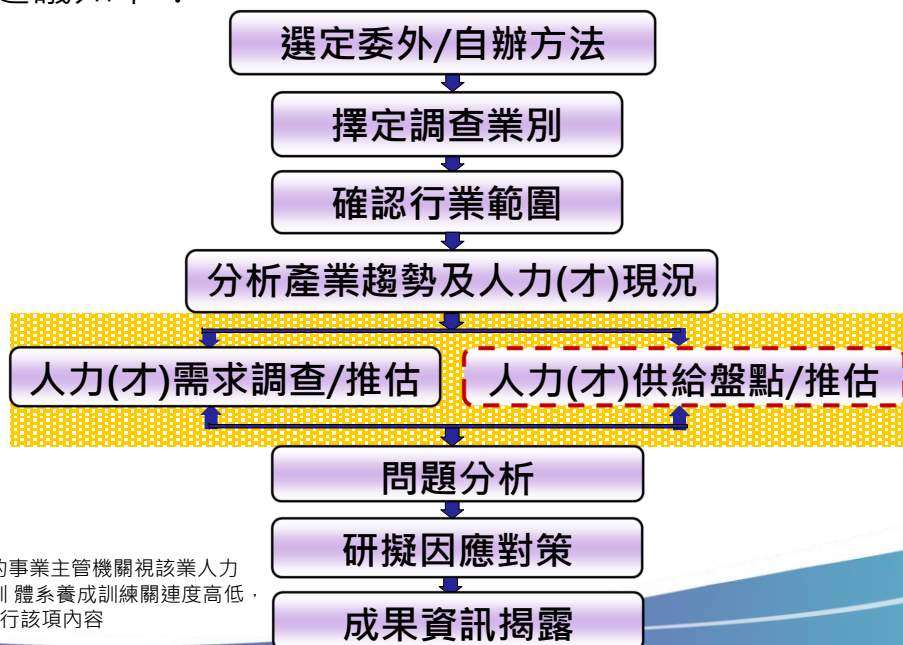 選定委外/自辦方法
擇定調查業別
確認行業範圍
分析產業趨勢及人力(才)現況
人力(才)需求調查/推估
人力(才)供給盤點/推估
問題分析
研擬因應對策
的事業主管機關視該業人力
訓 體系養成訓練關連度高低，
行該項內容
成果資訊揭露